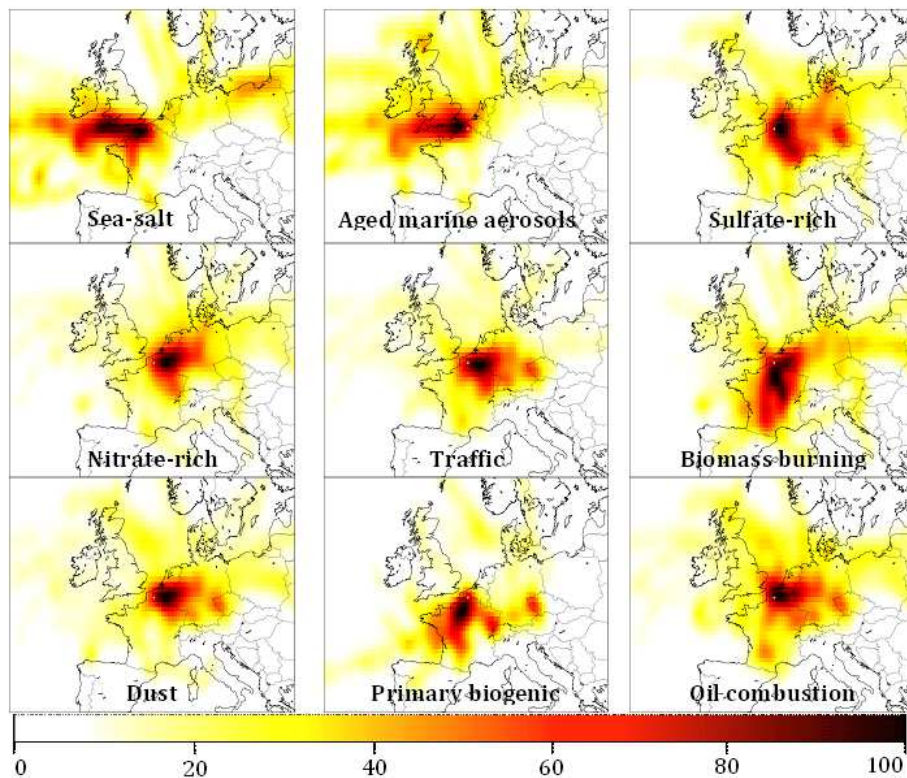 Sea-salt
Aged marine aerosols
Sulfate-rich
Nitrate-rich
Traffic
Biomass burning
Dust
Primary biogenic
Oil combustion
0 20 40 60 80 100